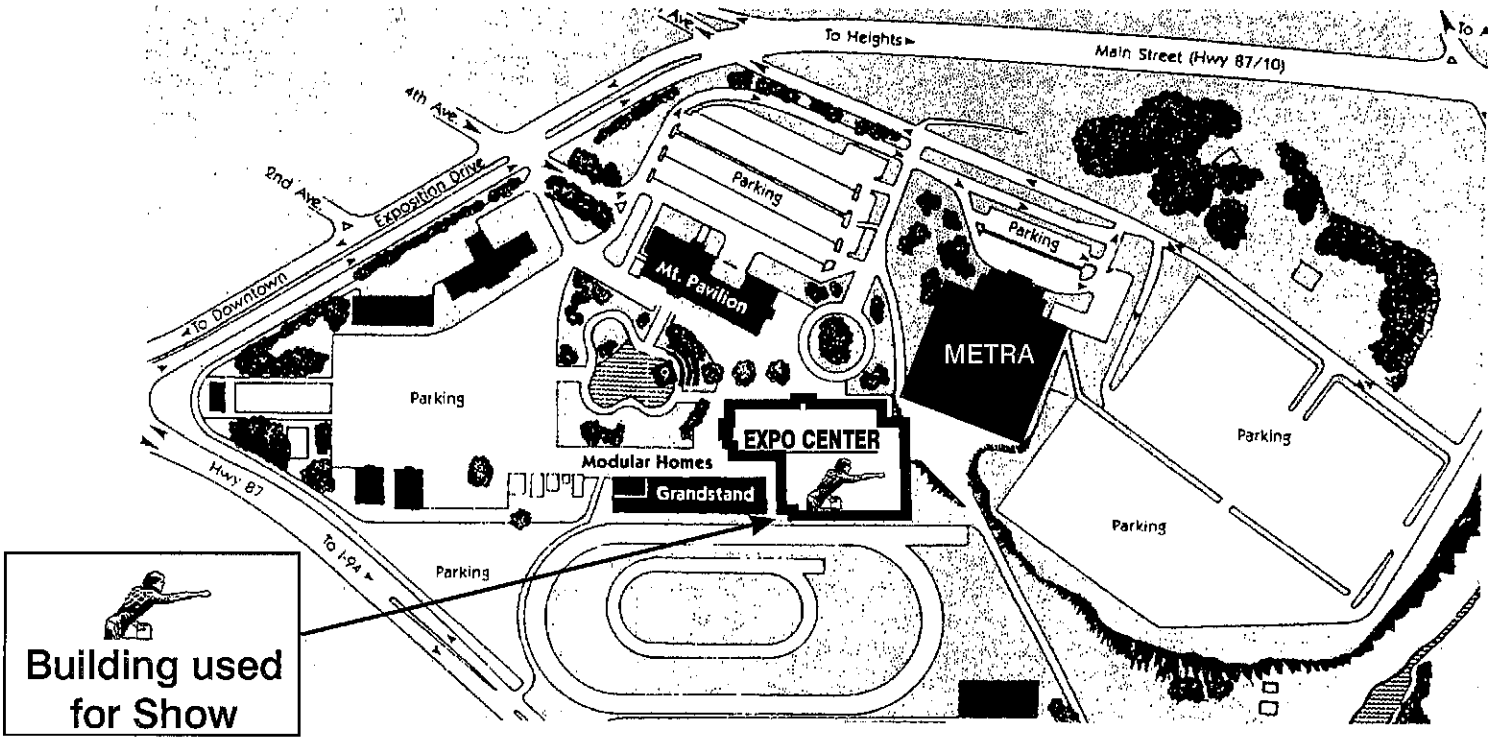 Ave.
To Heights
Main Street (Hwy 87/10)
To
4th Ave.
2nd Ave.
Exposition Drive
To Downtown
Parking
Parking
Mt. Pavilion
METRA
Parking
Parking
EXPO CENTER
Modular Homes
Grandstand
Hwy 87
Parking
To I-94
Parking
Building used
for Show